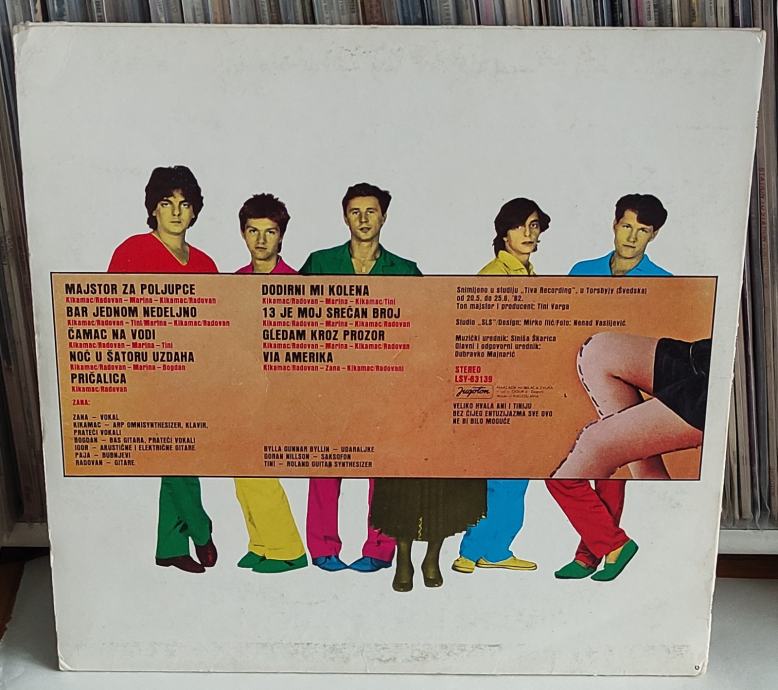 MAJSTOR ZA POLJUPCE
Kikamac/Radovan – Marina – Kikamac/Radovan
BAR JEDNOM NEDELJNO
Kikamac/Radovan – Tini/Marina – Kikamac/Radovan
ČAMAC NA VODI
Kikamac/Radovan – Marina – Tini
NOĆ U ŠATORU UZDAHA
Kikamac/Radovan – Marina – Bogdan
PRIČALICA
Kikamac/Radovan
ZANA:
ZANA – VOKAL
KIKAMAC – ARP OMNISYNTHESIZER, KLAVIR,
PRATEĆI VOKALI
BOGDAN – BAS GITARA, PRATEĆI VOKALI
IGOR – AKUSTIČNE I ELEKTRIČNE GITARE
PAJA – BUBNJEVI
RADOVAN – GITARE
DODIRNI MI KOLENA
Kikamac/Radovan – Marina – Kikamac/Tini
13 JE MOJ SREĆAN BROJ
Kikamac/Radovan – Marina – Kikamac/Radovan
GLEDAM KROZ PROZOR
Kikamac/Radovan – Marina – Kikamac/Radovan
VIA AMERIKA
Kikamac/Radovan – Zana – Kikamac/Radovani
BYLLA GUNNAR BYLLIN – UDARALJKE
GORAN NILLSON – SAKSOFON
TINI – ROLAND GUITAR SYNTHESIZER
Snimljeno u studiju „Tiva Recording", u Torsbyju (Švedska)
od 20.5. do 25.6. '82.
Ton majstor i producent: Tini Varga
Studio „SLS"/Design: Mirko Ilić/Foto: Nenad Vasilijević
Muzički urednik: Siniša Škarica
Glavni i odgovorni urednik:
Dubravko Majnarić
STEREO
LSY-63139
Jugoton
VELIKO HVALA ANI I TINIJU
BEZ ČIJEG ENTUZIJAZMA SVE OVO
NE BI BILO MOGUĆE